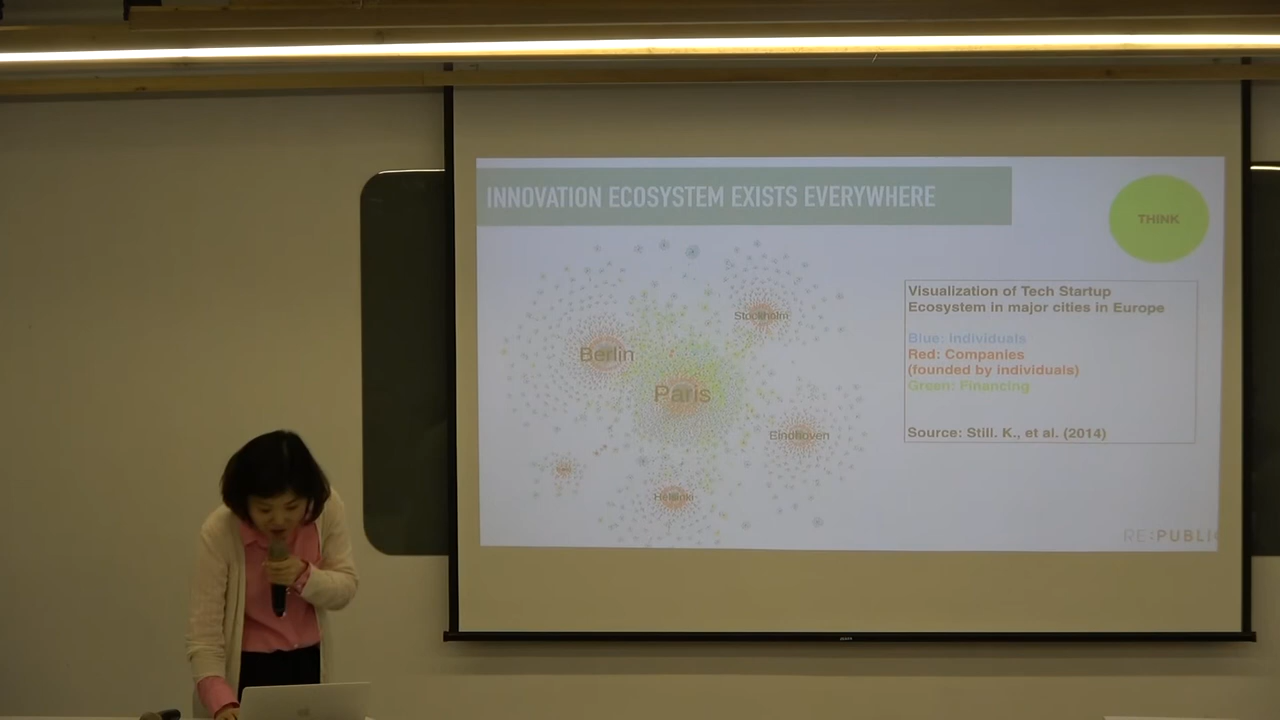 INNOVATION ECOSYSTEM EXISTS EVERYWHERE
THINK
Stockholm
Berlin
Paris
Eindhoven
Helsinki
Visualization of Tech Startup
Ecosystem in major cities in Europe
Blue: Individuals
Red: Companies
(founded by individuals)
Green: Financing
Source: Still. K., et al. (2014)
RE:PUBLIC